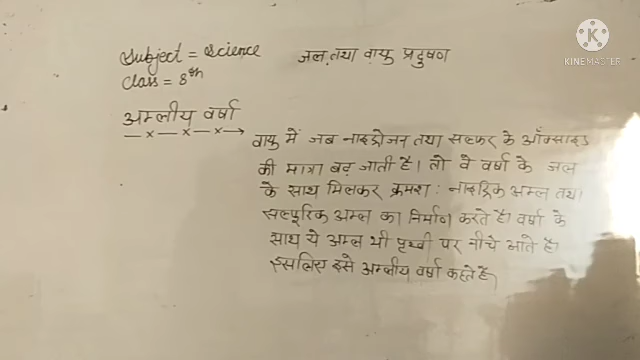 Subject = Science
जल तथा वायु प्रदुषण
Class = 8th
अम्लीय वर्षा
वायु में जब नाइट्रोजन तथा सल्फर के ऑक्साइड
की मात्रा बढ़ जाती है। तो वे वर्षा के जल
के साथ मिलकर क्रमश: नाइट्रिक अम्ल तथा
सल्फ्युरिक अम्ल का निर्माण करते है। वर्षा के
साथ ये अम्ल भी पृथ्वी पर नीचे आते है।
इसलिए इसे अम्लीय वर्षा कहते है
KINEMASTER